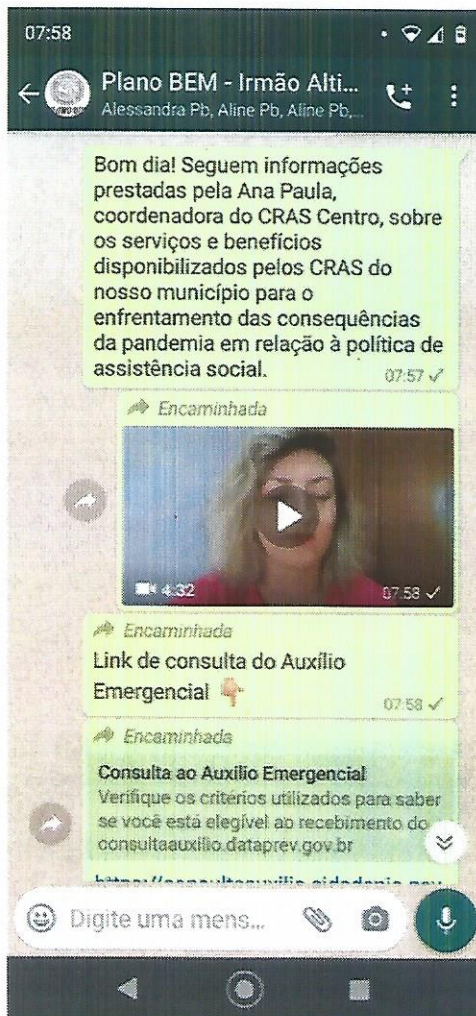 07:58
Plano BEM - Irmão Alti...
Alessandra Pb, Aline Pb, Aline Pb,...
Bom dia! Seguem informações
prestadas pela Ana Paula,
coordenadora do CRAS Centro, sobre
os serviços e benefícios
disponibilizados pelos CRAS do
nosso município para o
enfrentamento das consequências
da pandemia em relação à política de
assistência social.
07:57
Encaminhada
4:32
07:58
Encaminhada
Link de consulta do Auxílio
Emergencial
07:58
Encaminhada
Consulta ao Auxílio Emergencial
Verifique os critérios utilizados para saber
se você está elegível ao recebimento do
consultaauxilio.dataprev.gov.br
Digite uma mens...